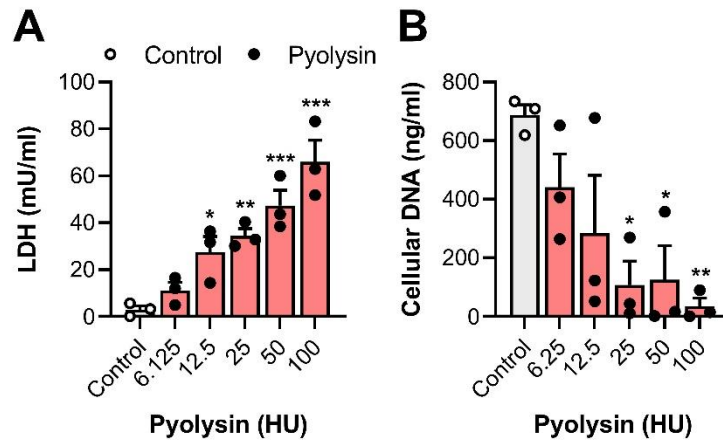 A
Control
Pyolysin
LDH (mU/ml)
100
80
60
40
20
0
*
**
***
***
Control
6.125
12.5
25
50
100
Pyolysin (HU)
B
Cellular DNA (ng/ml)
800
600
400
200
0
*
*
**
Control
6.25
12.5
25
50
100
Pyolysin (HU)